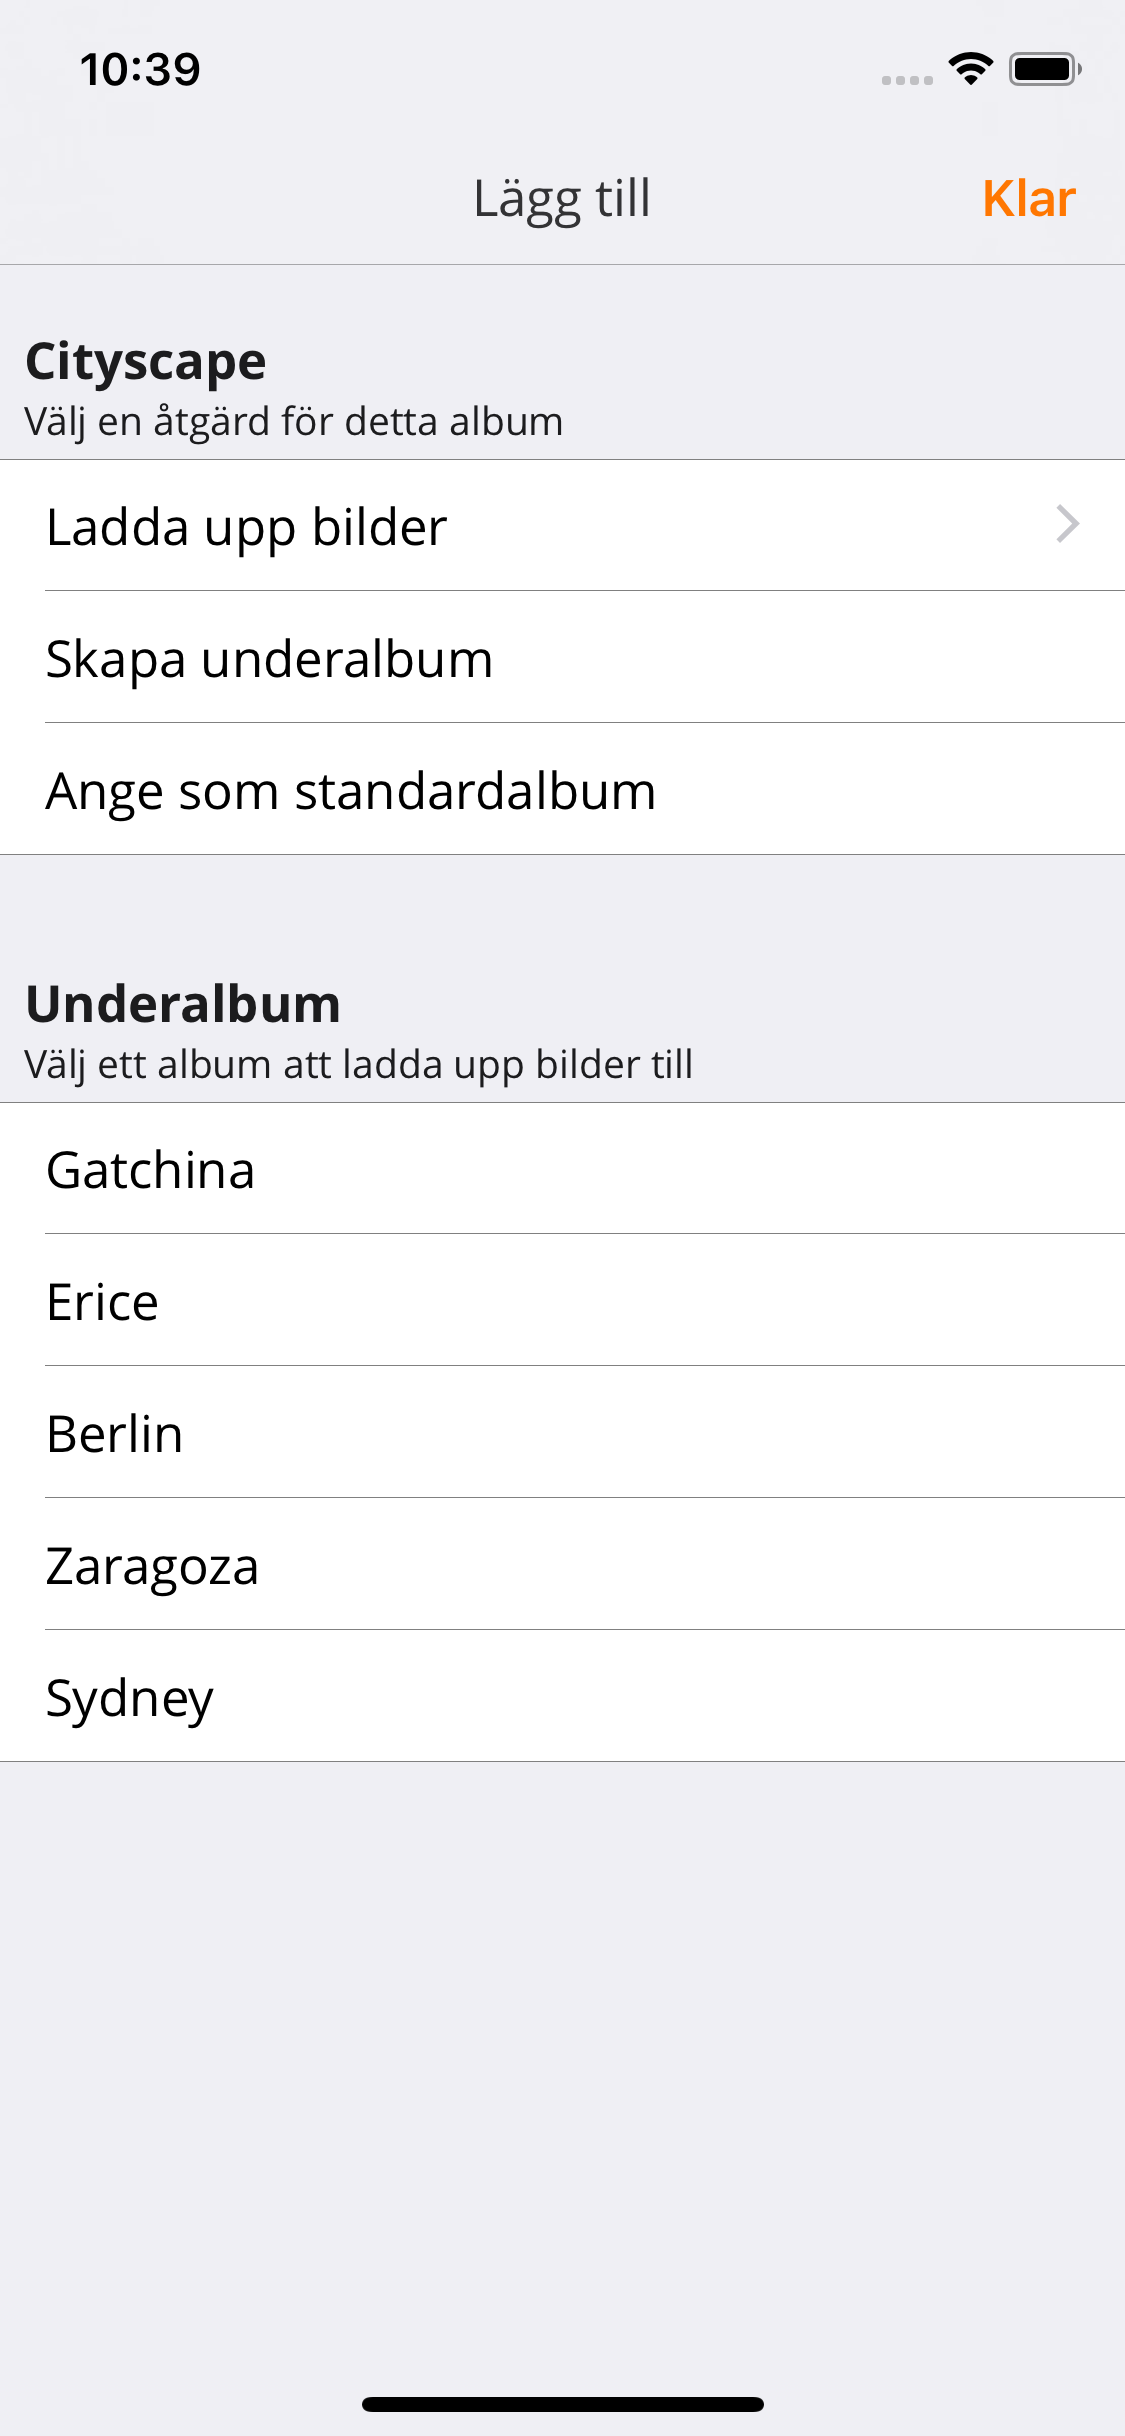 10:39
Lägg till
Klar
Cityscape
Välj en åtgärd för detta album
Ladda upp bilder
Skapa underalbum
Ange som standardalbum
Underalbum
Välj ett album att ladda upp bilder till
Gatchina
Erice
Berlin
Zaragoza
Sydney